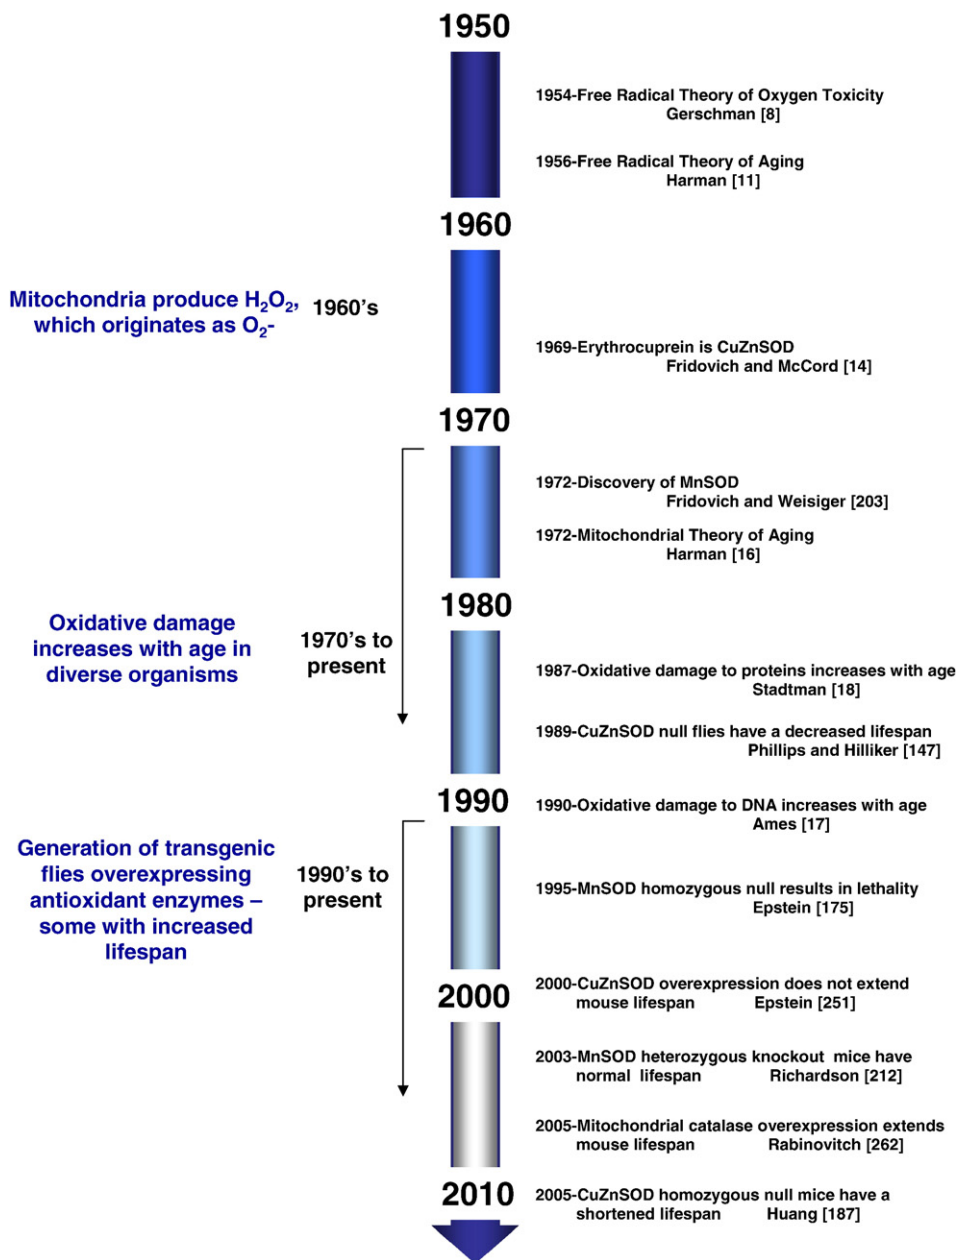 1950
1954-Free Radical Theory of Oxygen Toxicity
Gerschman [8]
1956-Free Radical Theory of Aging
Harman [11]
1960
Mitochondria produce H₂O₂,
which originates as O₂-
1960's
1969-Erythrocuprein is CuZnSOD
Fridovich and McCord [14]
1970
1972-Discovery of MnSOD
Fridovich and Weisiger [203]
1972-Mitochondrial Theory of Aging
Harman [16]
1980
Oxidative damage
increases with age in
diverse organisms
1970's to
present
1987-Oxidative damage to proteins increases with age
Stadtman [18]
1989-CuZnSOD null flies have a decreased lifespan
Phillips and Hilliker [147]
1990
1990-Oxidative damage to DNA increases with age
Ames [17]
Generation of transgenic
flies overexpressing
antioxidant enzymes –
some with increased
lifespan
1990's to
present
1995-MnSOD homozygous null results in lethality
Epstein [175]
2000
2000-CuZnSOD overexpression does not extend
mouse lifespan Epstein [251]
2003-MnSOD heterozygous knockout mice have
normal lifespan Richardson [212]
2005-Mitochondrial catalase overexpression extends
mouse lifespan Rabinovitch [262]
2010
2005-CuZnSOD homozygous null mice have a
shortened lifespan Huang [187]